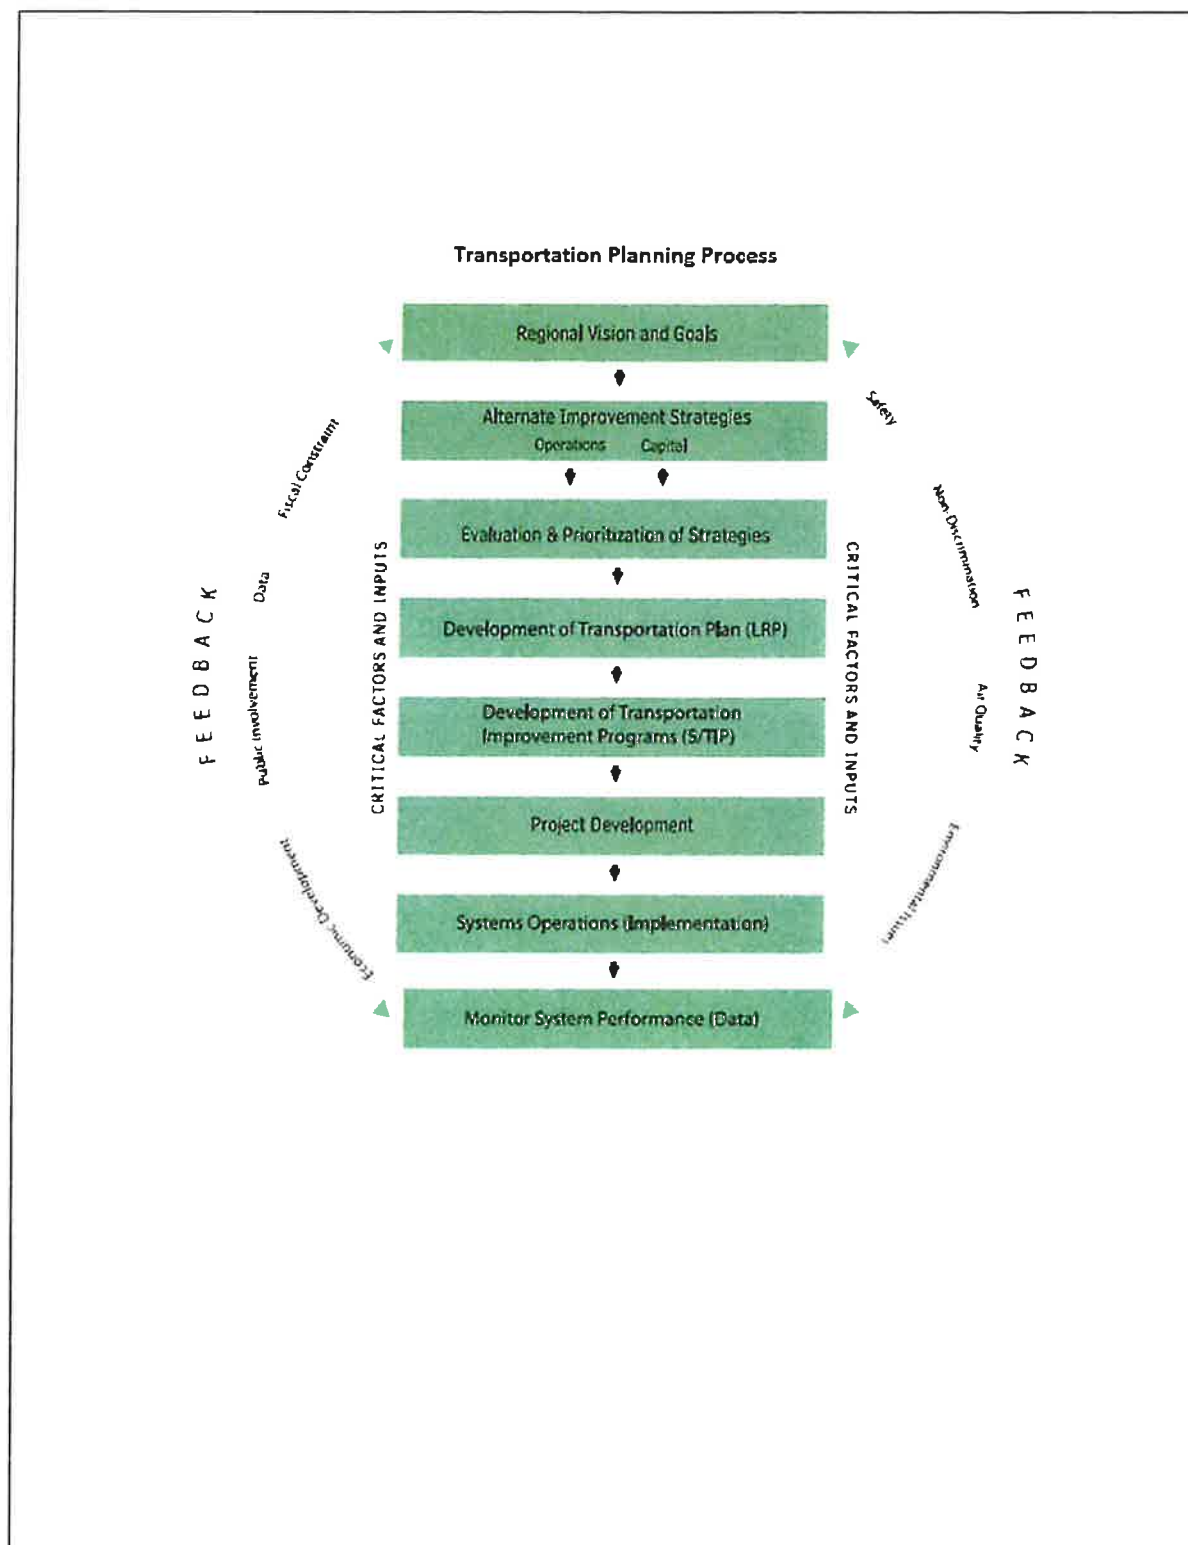 Transportation Planning Process
Regional Vision and Goals
Alternate Improvement Strategies
Operations Capital
Evaluation & Prioritization of Strategies
Development of Transportation Plan (LRP)
Development of Transportation
Improvement Programs (S/TIP)
Project Development
Systems Operations (Implementation)
Monitor System Performance (Data)
FEEDBACK
Fiscal Constraint
Data
Public Involvement
Economic Development
CRITICAL FACTORS AND INPUTS
CRITICAL FACTORS AND INPUTS
Safety
Non-Discrimination
Air Quality
Environmental Issues
FEEDBACK